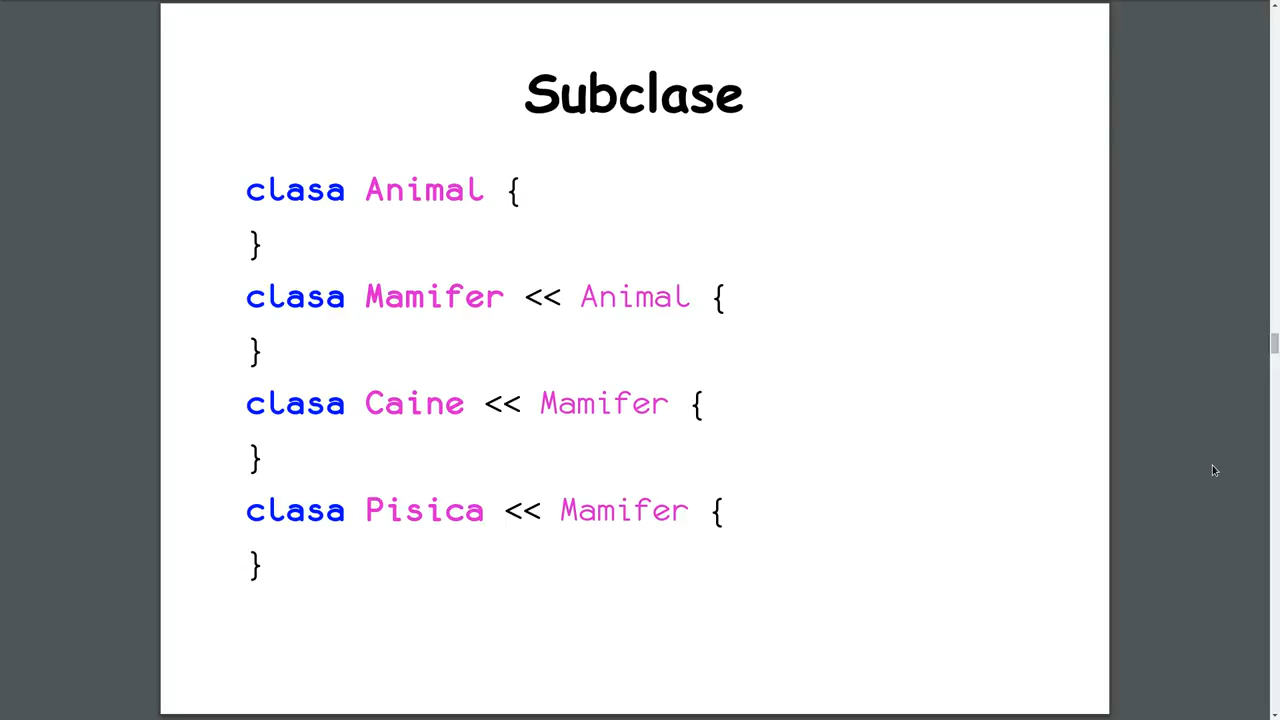 Subclase
clasa Animal {
}
clasa Mamifer << Animal {
}
clasa Caine << Mamifer {
}
clasa Pisica << Mamifer {
}